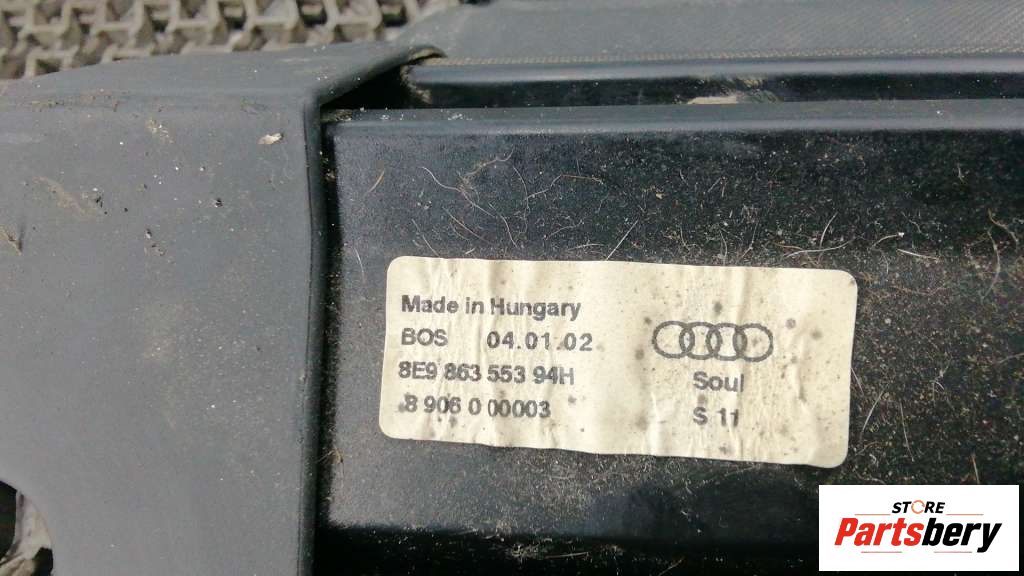 Made in Hungary
BOS 04.01.02
8E9 863 553 94H
8 906 0 00003
Soul
S 11
STORE
Partsbery